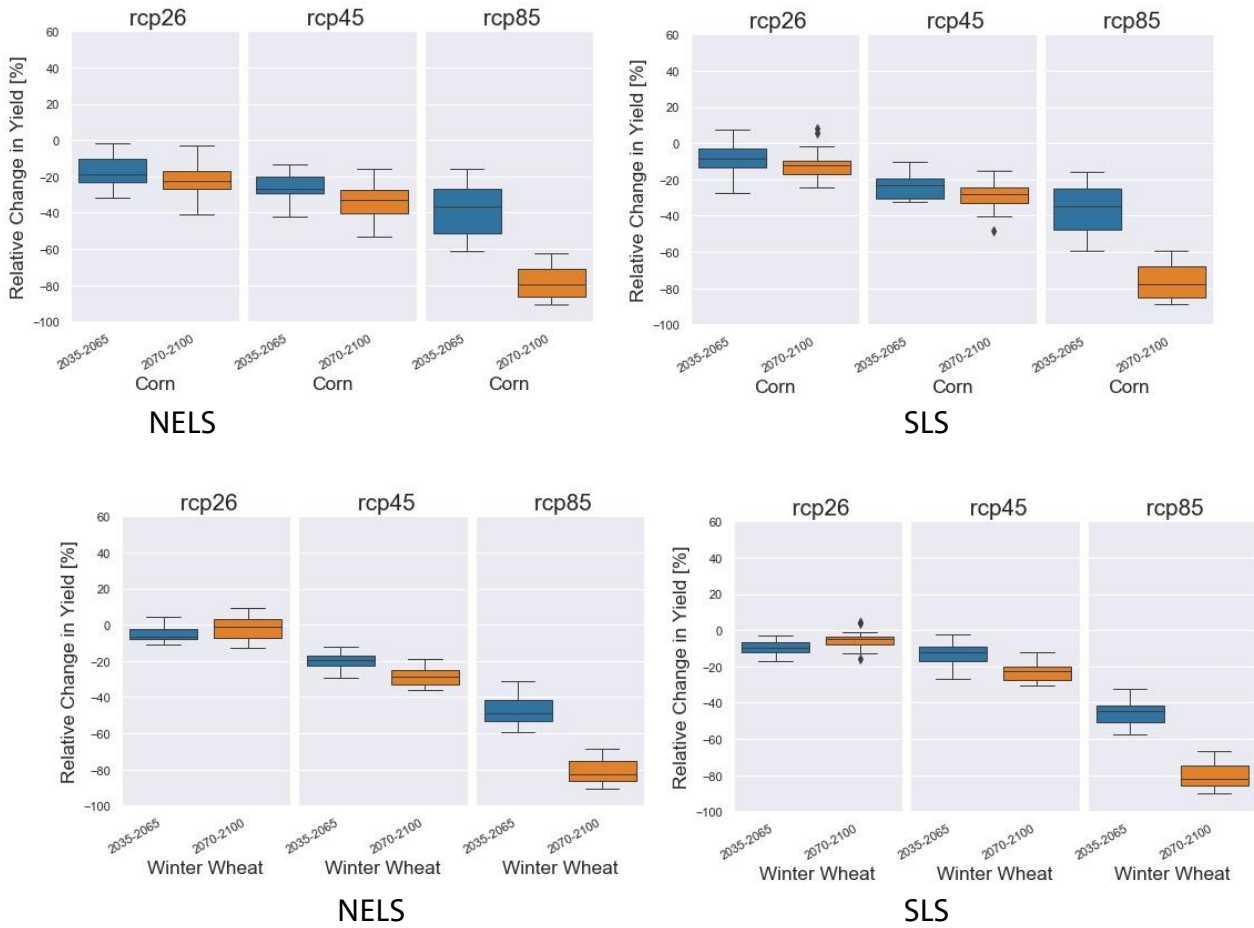 rcp26 rcp45 rcp85
Relative Change in Yield [%]
60
40
20
0
−20
−40
−60
−80
−100
2035-2065 2070-2100 2035-2065 2070-2100 2035-2065 2070-2100
Corn Corn Corn
NELS
rcp26 rcp45 rcp85
Relative Change in Yield [%]
60
40
20
0
−20
−40
−60
−80
−100
2035-2065 2070-2100 2035-2065 2070-2100 2035-2065 2070-2100
Corn Corn Corn
SLS
rcp26 rcp45 rcp85
Relative Change in Yield [%]
60
40
20
0
−20
−40
−60
−80
−100
2035-2065 2070-2100 2035-2065 2070-2100 2035-2065 2070-2100
Winter Wheat Winter Wheat Winter Wheat
NELS
rcp26 rcp45 rcp85
Relative Change in Yield [%]
60
40
20
0
−20
−40
−60
−80
−100
2035-2065 2070-2100 2035-2065 2070-2100 2035-2065 2070-2100
Winter Wheat Winter Wheat Winter Wheat
SLS